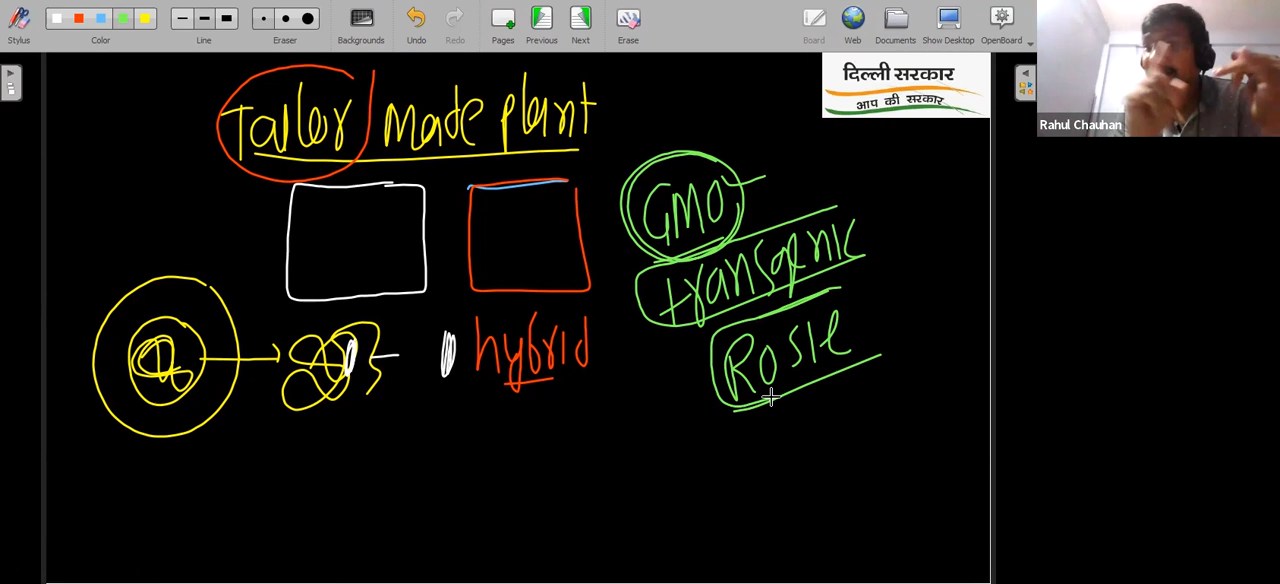 Stylus
Color
Line
Eraser
Backgrounds
Undo
Redo
Pages
Previous
Next
Erase
Board
Web
Documents
Show Desktop
OpenBoard
Tailor Made plant
दिल्ली सरकार
आप की सरकार
Rahul Chauhan
GMO
transgenic
hybrid
Rosie